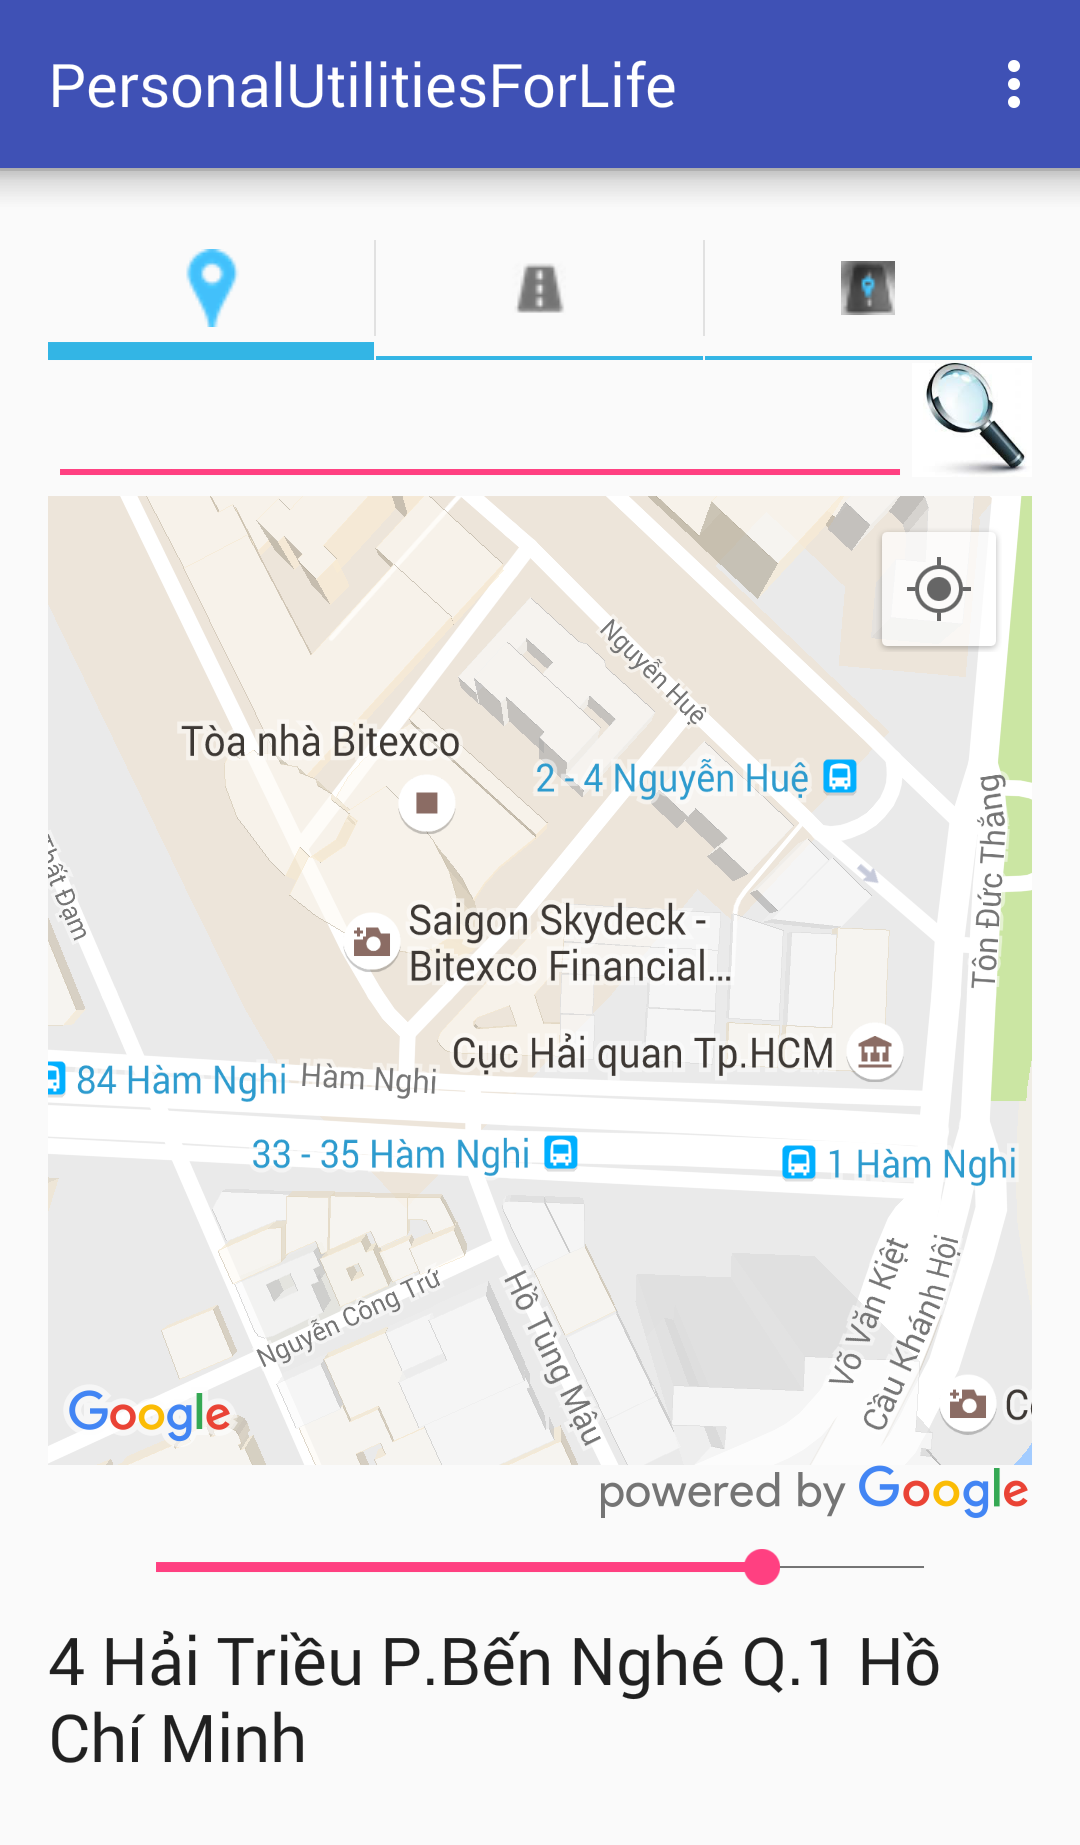 PersonalUtilitiesForLife
Nguyễn Huệ
Tòa nhà Bitexco
2 - 4 Nguyễn Huệ
Tôn Đức Thắng
Thất Đạm
Saigon Skydeck -
Bitexco Financial...
Cục Hải quan Tp.HCM
84 Hàm Nghi
Hàm Nghi
33 - 35 Hàm Nghi
1 Hàm Nghi
Nguyễn Công Trứ
Hồ Tùng Mậu
Võ Văn Kiệt
Cầu Khánh Hội
Google
powered by Google
4 Hải Triều P.Bến Nghé Q.1 Hồ
Chí Minh